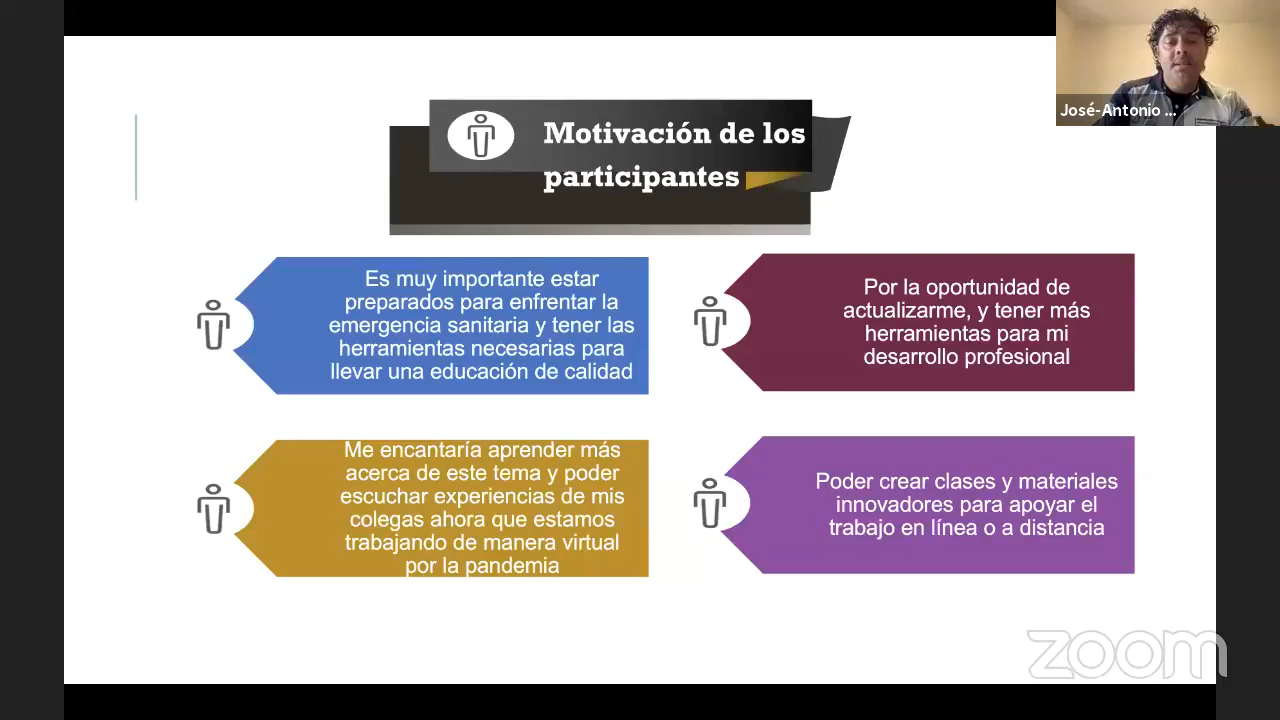 José-Antonio ...
Motivación de los
participantes
Es muy importante estar
preparados para enfrentar la
emergencia sanitaria y tener las
herramientas necesarias para
llevar una educación de calidad
Por la oportunidad de
actualizarme, y tener más
herramientas para mi
desarrollo profesional
Me encantaría aprender más
acerca de este tema y poder
escuchar experiencias de mis
colegas ahora que estamos
trabajando de manera virtual
por la pandemia
Poder crear clases y materiales
innovadores para apoyar el
trabajo en línea o a distancia
zoom